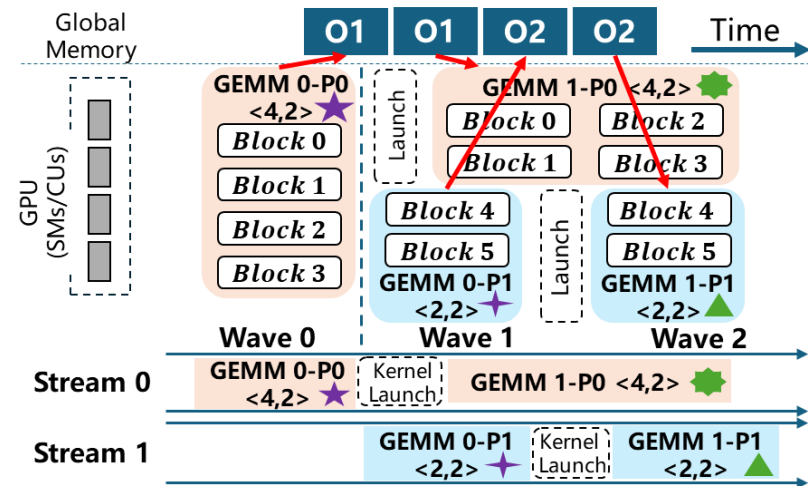 Global
Memory
O1
O1
O2
O2
Time
GPU
(SMs/CUs)
GEMM 0-P0
<4,2>
Block 0
Block 1
Block 2
Block 3
Launch
GEMM 1-P0 <4,2>
Block 0
Block 2
Block 1
Block 3
Block 4
Block 5
GEMM 0-P1
<2,2>
Launch
Block 4
Block 5
GEMM 1-P1
<2,2>
Wave 0
Wave 1
Wave 2
Stream 0
GEMM 0-P0
<4,2>
Kernel
Launch
GEMM 1-P0 <4,2>
Stream 1
GEMM 0-P1
<2,2>
Kernel
Launch
GEMM 1-P1
<2,2>